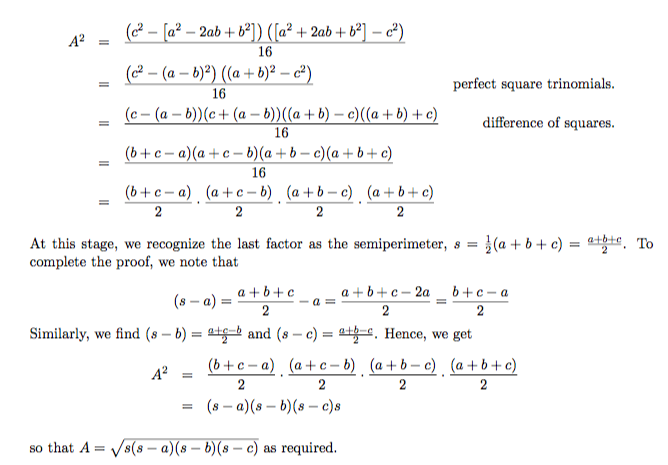 A² = (c² − [a² − 2ab + b²]) ([a² + 2ab + b²] − c²) / 16
= (c² − (a − b)²) ((a + b)² − c²) / 16 perfect square trinomials.
= (c − (a − b))(c + (a − b))((a + b) − c)((a + b) + c) / 16 difference of squares.
= (b + c − a)(a + c − b)(a + b − c)(a + b + c) / 16
= (b + c − a) / 2 · (a + c − b) / 2 · (a + b − c) / 2 · (a + b + c) / 2
At this stage, we recognize the last factor as the semiperimeter, s = 1/2 (a + b + c) = a+b+c / 2. To
complete the proof, we note that
(s − a) = a + b + c / 2 − a = a + b + c − 2a / 2 = b + c − a / 2
Similarly, we find (s − b) = a+c−b / 2 and (s − c) = a+b−c / 2. Hence, we get
A² = (b + c − a) / 2 · (a + c − b) / 2 · (a + b − c) / 2 · (a + b + c) / 2
= (s − a)(s − b)(s − c)s
so that A = √s(s − a)(s − b)(s − c) as required.